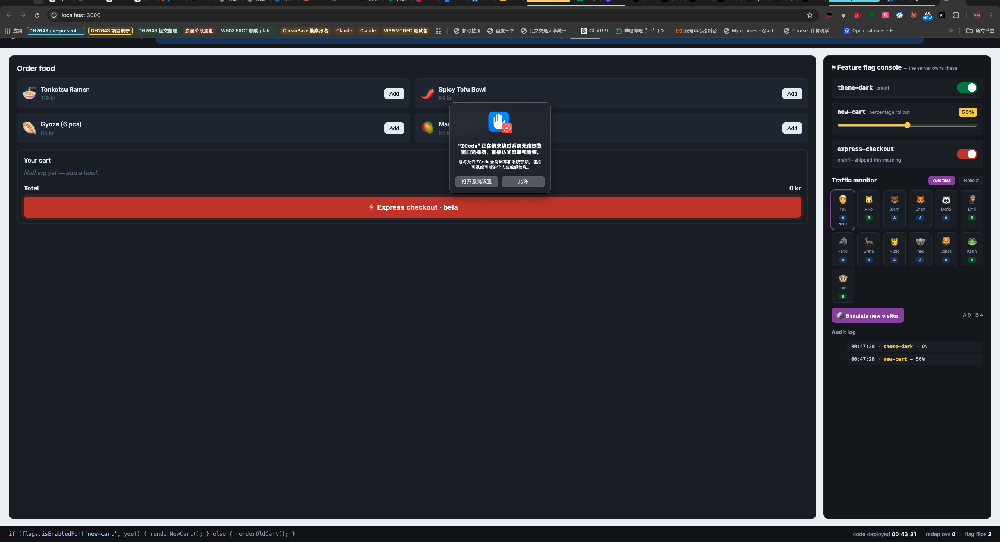 localhost:3000
应用
DH2643 pre-present...
DH2643 项目调研
DH2643 提交整理
底层阶段复盘
W502 FACT 额度 platr...
OceanBase 勘察报名
Claude
Claude
W99 VCGEC 测试包
新标签页
百度一下
北京交通大学统一...
ChatGPT
哔哩哔哩 (゜-゜)つ...
账号中心控制台
My courses - @ast...
Course: 计算机学...
Open datasets – E...
所有书签
NEW
乐轩
Order food
Tonkotsu Ramen
119 kr
Add
Spicy Tofu Bowl
99 kr
Add
Gyoza (6 pcs)
65 kr
Add
55
Add
“ZCode”正在请求绕过系统无痕浏览
窗口选择器，直接访问屏幕和音频。
这将允许 ZCode 录制屏幕和系统音频，包括
可视或可听的个人或敏感信息。
打开系统设置
允许
Your cart
Nothing yet — add a bowl.
Total
0 kr
⚡ Express checkout · beta
⚑ Feature flag console — the server owns these
theme-dark on/off
new-cart percentage rollout
50%
express-checkout
on/off · shipped this morning
Traffic monitor
A/B test
Rollout
You
A
YOU
Aiko
B
Björn
A
Chen
A
Doris
A
Emil
B
Farid
A
Greta
A
Hugo
A
Ines
A
Jonas
A
Karin
B
Leo
B
Simulate new visitor
A 9 · B 4
Audit log
00:47:28 · theme-dark → ON
00:47:28 · new-cart → 50%
if (flags.isEnabledFor('new-cart', you)) { renderNewCart(); } else { renderOldCart(); }
code deployed 00:43:31 · redeploys 0 · flag flips 2